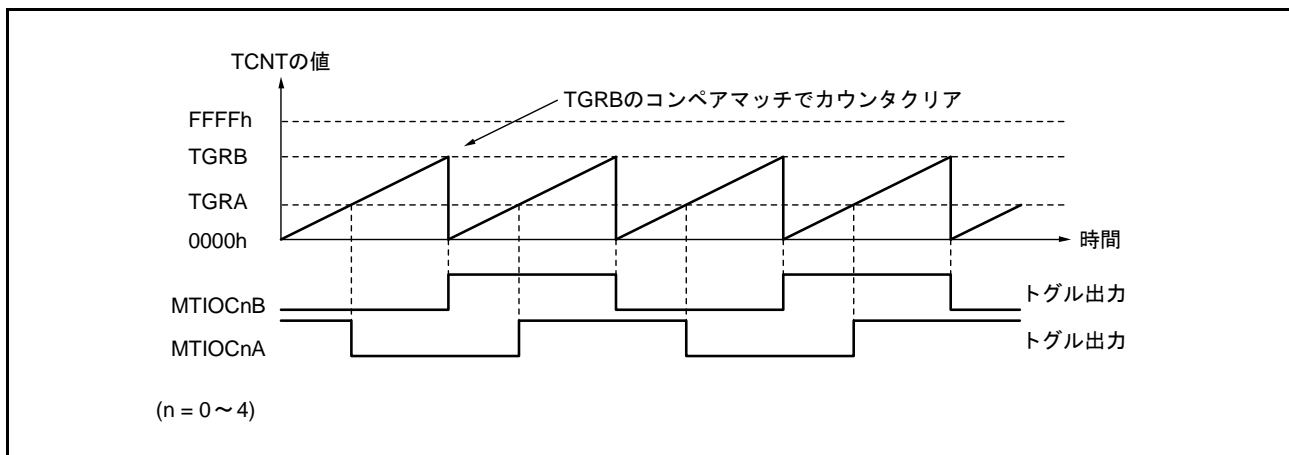 TCNTの値
TGRBのコンペアマッチでカウンタクリア
FFFFh
TGRB
TGRA
0000h
時間
MTIOCnB
トグル出力
MTIOCnA
トグル出力
(n = 0～4)